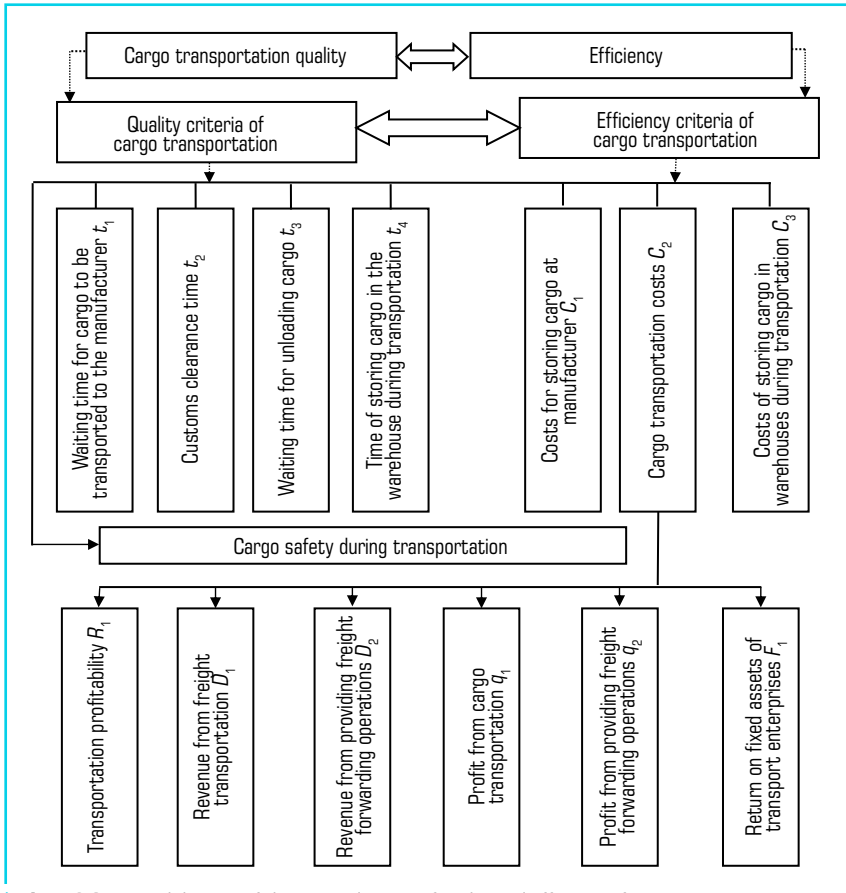 Cargo transportation quality
Efficiency
Quality criteria of
cargo transportation
Efficiency criteria of
cargo transportation
Waiting time for cargo to be
transported to the manufacturer t₁
Customs clearance time t₂
Waiting time for unloading cargo t₃
Time of storing cargo in the
warehouse during transportation t₄
Costs for storing cargo at
manufacturer C₁
Cargo transportation costs C₂
Costs of storing cargo in
warehouses during transportation C₃
Cargo safety during transportation
Transportation profitability R₁
Revenue from freight
transportation D₁
Revenue from providing freight
forwarding operations D₂
Profit from cargo
transportation q₁
Profit from providing freight
forwarding operations q₂
Return on fixed assets of
transport enterprises F₁